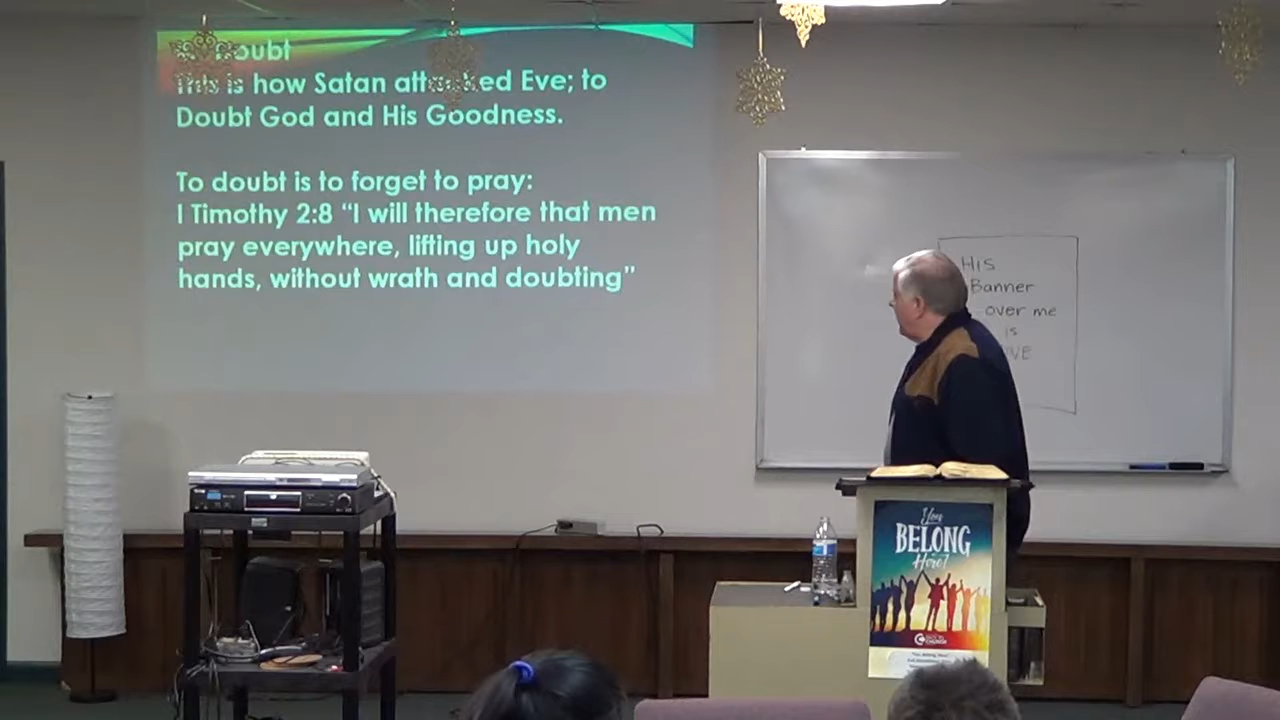 Doubt
This is how Satan attacked Eve; to
Doubt God and His Goodness.
To doubt is to forget to pray:
I Timothy 2:8 “I will therefore that men
pray everywhere, lifting up holy
hands, without wrath and doubting”
HIS
Banner
over me
is
You
BELONG
Here!
CHURCH